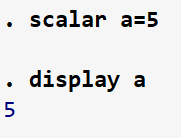 . scalar a=5
. display a
5